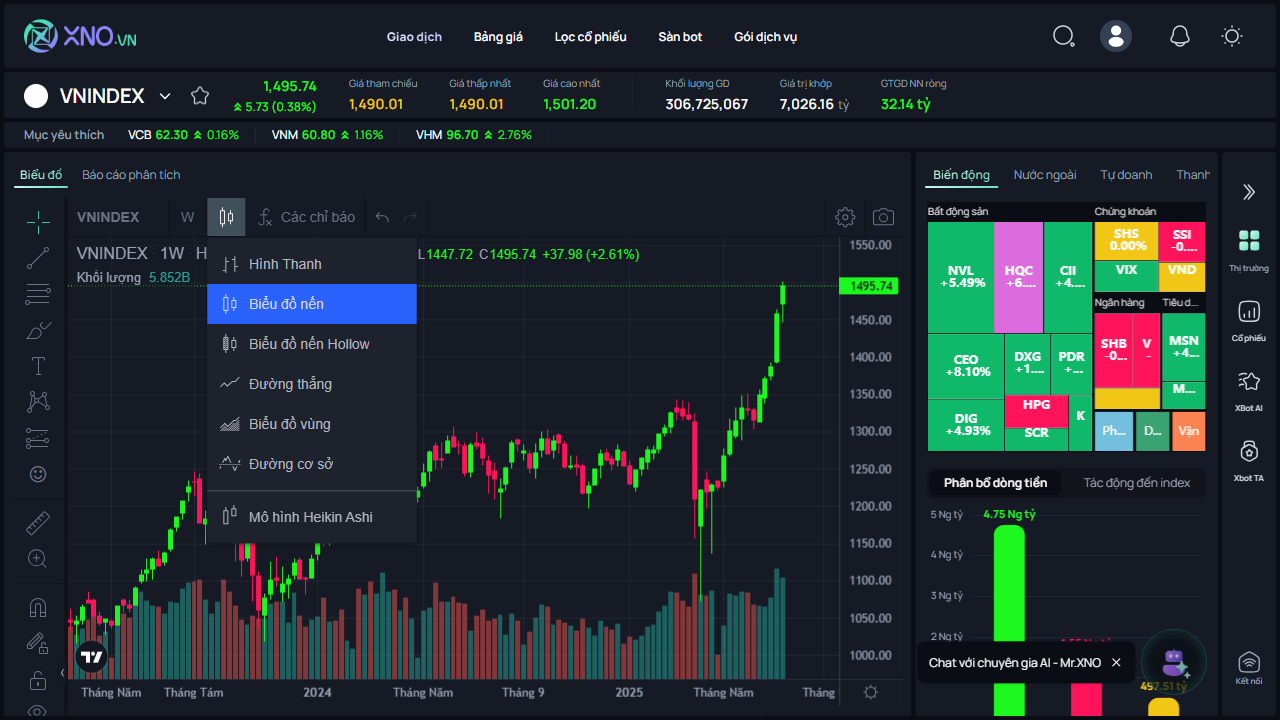 XNO.VN
Giao dịch
Bảng giá
Lọc cổ phiếu
Sàn bot
Gói dịch vụ
VNINDEX
1,495.74
5.73 (0.38%)
Giá tham chiếu
1,490.01
Giá thấp nhất
1,490.01
Giá cao nhất
1,501.20
Khối lượng GD
306,725,067
Giá trị khớp
7,026.16 tỷ
GTGD NN ròng
32.14 tỷ
Mục yêu thích
VCB 62.30 0.16%
VNM 60.80 1.16%
VHM 96.70 2.76%
Biểu đồ
Báo cáo phân tích
VNINDEX
W
Các chỉ báo
VNINDEX · 1W · H
L1447.72 C1495.74 +37.98 (+2.61%)
Khối lượng 5.852B
Hình Thanh
Biểu đồ nến
Biểu đồ nến Hollow
Đường thẳng
Biểu đồ vùng
Đường cơ sở
Mô hình Heikin Ashi
1550.00
1495.74
1450.00
1400.00
1350.00
1300.00
1250.00
1200.00
1150.00
1100.00
1050.00
1000.00
Tháng Năm
Tháng Tám
2024
Tháng Năm
Tháng 9
2025
Tháng Năm
Tháng
Biến động
Nước ngoài
Tự doanh
Thanh
Bất động sản
NVL
+5.49%
HQC
+6....
CII
+4....
CEO
+8.10%
DXG
+1....
PDR
+...
DIG
+4.93%
HPG
SCR
K
Chứng khoán
SHS
0.00%
SSI
-0....
VIX
VND
Ngân hàng
SHB
-0...
V
-
Tiêu d...
MSN
+4...
M...
Ph...
D...
Vận
Phân bổ dòng tiền
Tác động đến index
5 Ng tỷ
4 Ng tỷ
3 Ng tỷ
2 Ng tỷ
4.75 Ng tỷ
497.51 tỷ
Chat với chuyên gia AI - Mr.XNO
Thị trường
Cổ phiếu
XBot AI
Xbot TA
Kết nối